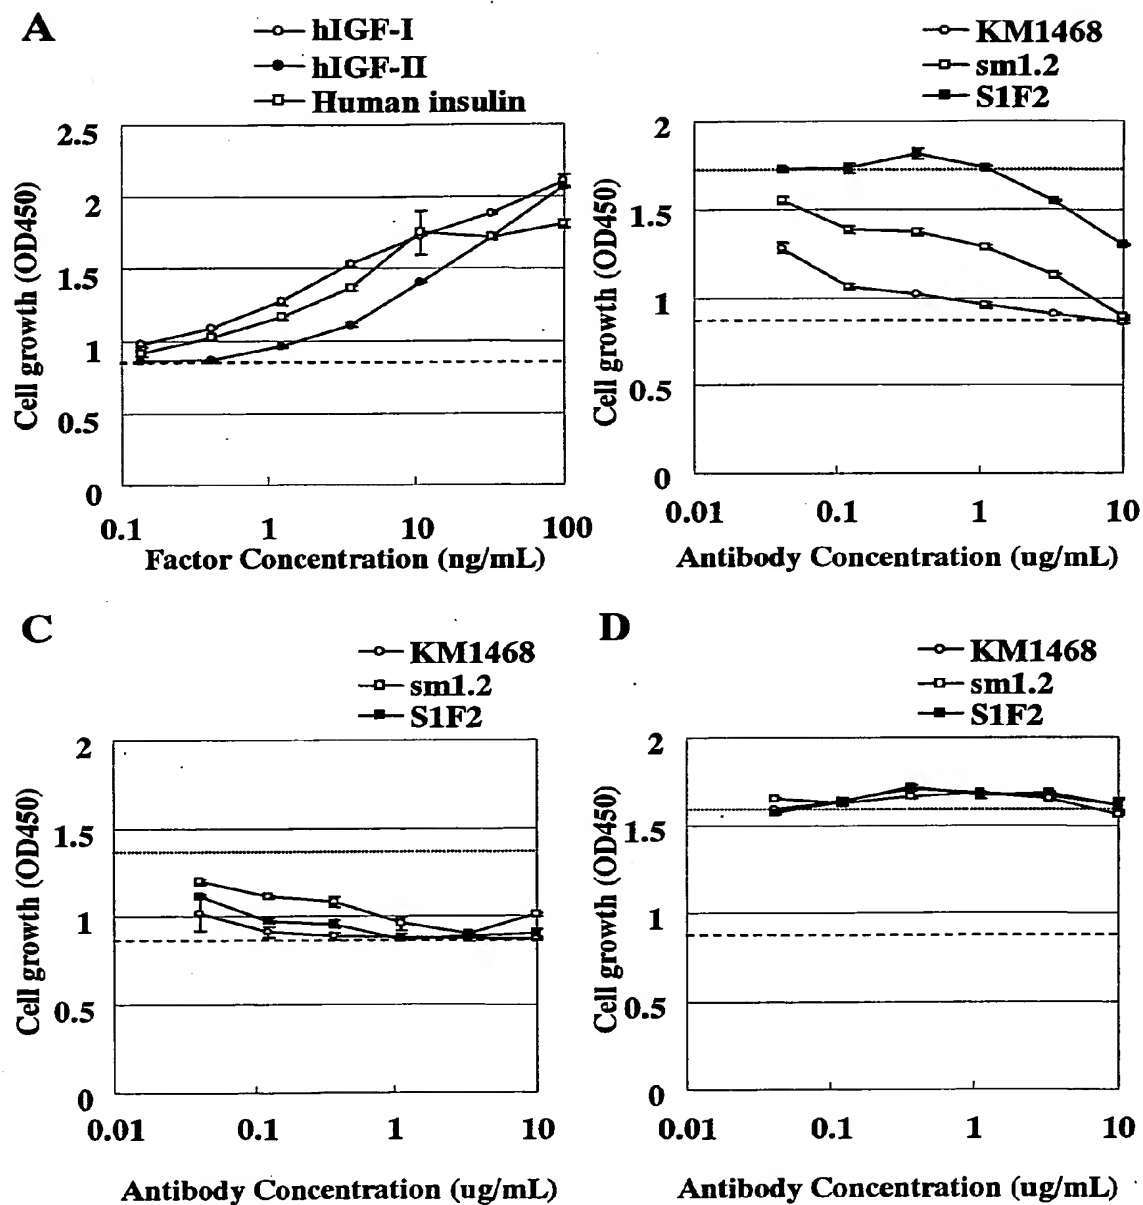 A
hIGF-I
hIGF-II
Human insulin
2.5
2
1.5
1
0.5
0
0.1
1
10
100
Cell growth (OD450)
Factor Concentration (ng/mL)
KM1468
sm1.2
S1F2
2
1.5
1
0.5
0
0.01
0.1
1
10
Cell growth (OD450)
Antibody Concentration (ug/mL)
C
KM1468
sm1.2
S1F2
2
1.5
1
0.5
0
0.01
0.1
1
10
Cell growth (OD450)
Antibody Concentration (ug/mL)
D
KM1468
sm1.2
S1F2
2
1.5
1
0.5
0
0.01
0.1
1
10
Cell growth (OD450)
Antibody Concentration (ug/mL)